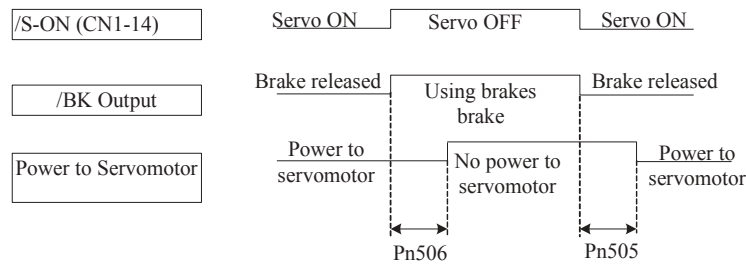 /S-ON (CN1-14)
Servo ON
Servo OFF
Servo ON
/BK Output
Brake released
Using brakes
brake
Brake released
Power to Servomotor
Power to
servomotor
No power to
servomotor
Power to
servomotor
Pn506
Pn505